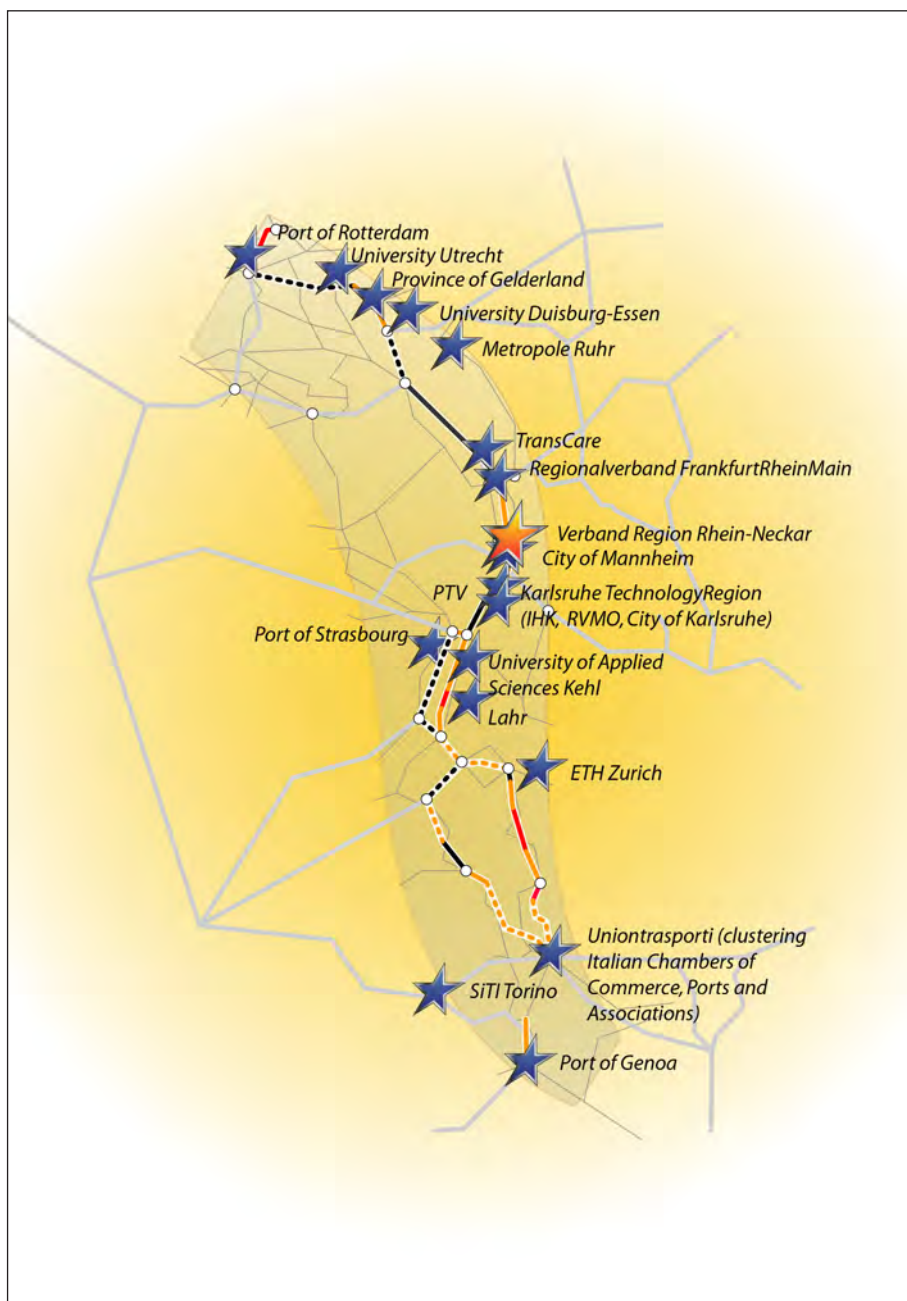 Port of Rotterdam
University Utrecht
Province of Gelderland
University Duisburg-Essen
Metropole Ruhr
TransCare
Regionalverband FrankfurtRheinMain
Verband Region Rhein-Neckar
City of Mannheim
PTV
Karlsruhe TechnologyRegion
(IHK, RVMO, City of Karlsruhe)
Port of Strasbourg
University of Applied
Sciences Kehl
Lahr
ETH Zurich
Uniontrasporti (clustering
Italian Chambers of
Commerce, Ports and
Associations)
SiTI Torino
Port of Genoa